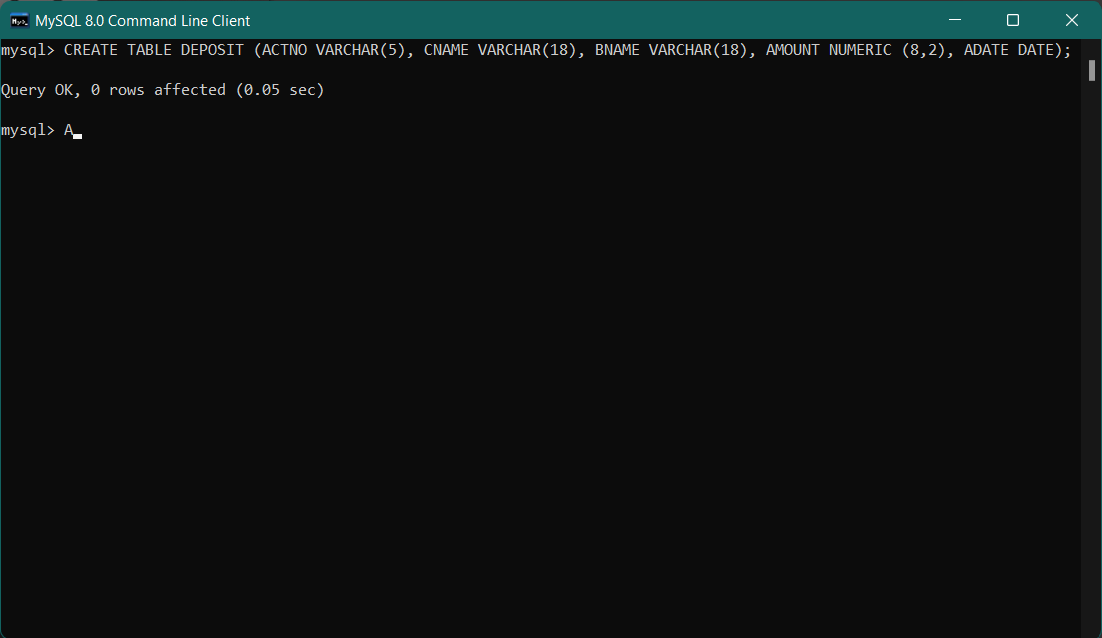 MySQL 8.0 Command Line Client
mysql> CREATE TABLE DEPOSIT (ACTNO VARCHAR(5), CNAME VARCHAR(18), BNAME VARCHAR(18), AMOUNT NUMERIC (8,2), ADATE DATE);
Query OK, 0 rows affected (0.05 sec)
mysql> A